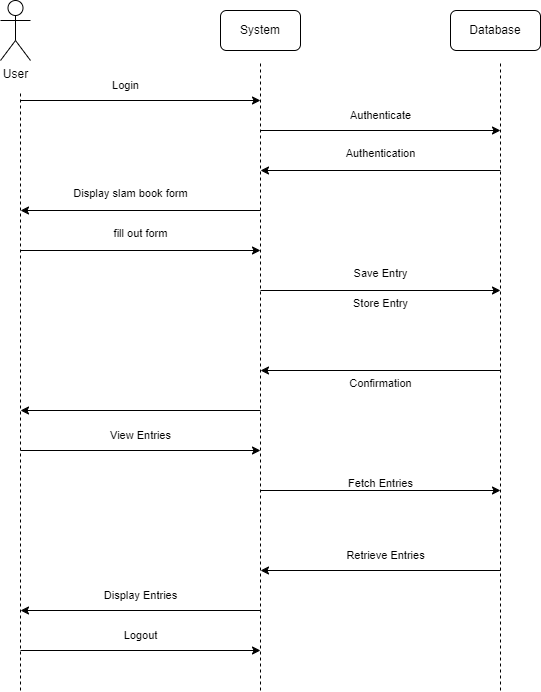 System
Database
User
Login
Authenticate
Authentication
Display slam book form
fill out form
Save Entry
Store Entry
Confirmation
View Entries
Fetch Entries
Retrieve Entries
Display Entries
Logout